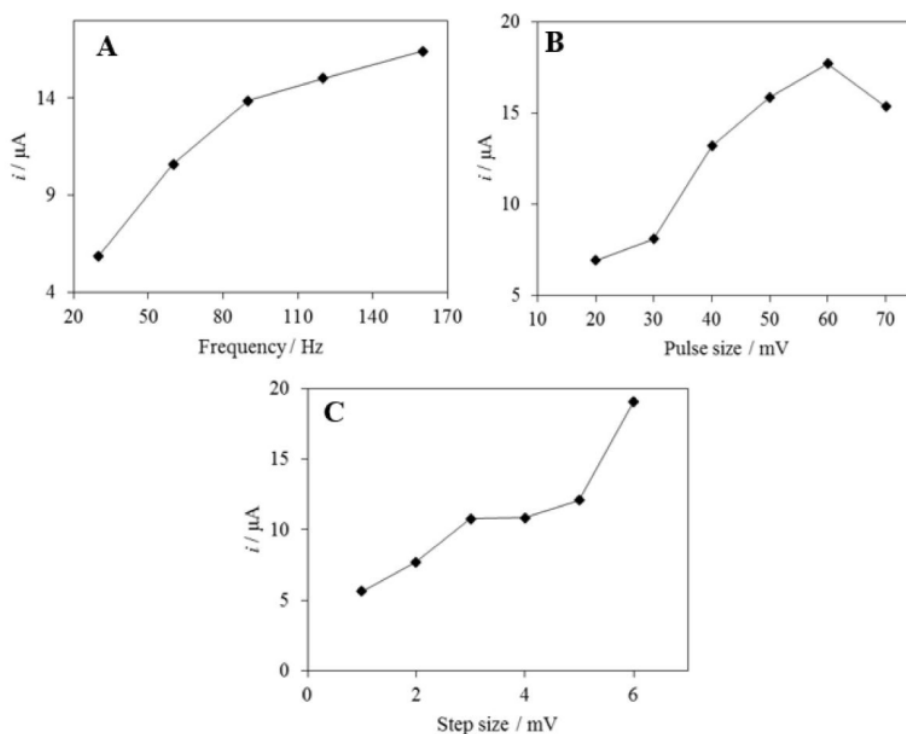 A
i / µA
14
9
4
20 50 80 110 140 170
Frequency / Hz
B
i / µA
20
15
10
5
10 20 30 40 50 60 70
Pulse size / mV
C
i / µA
20
15
10
5
0
0 2 4 6
Step size / mV